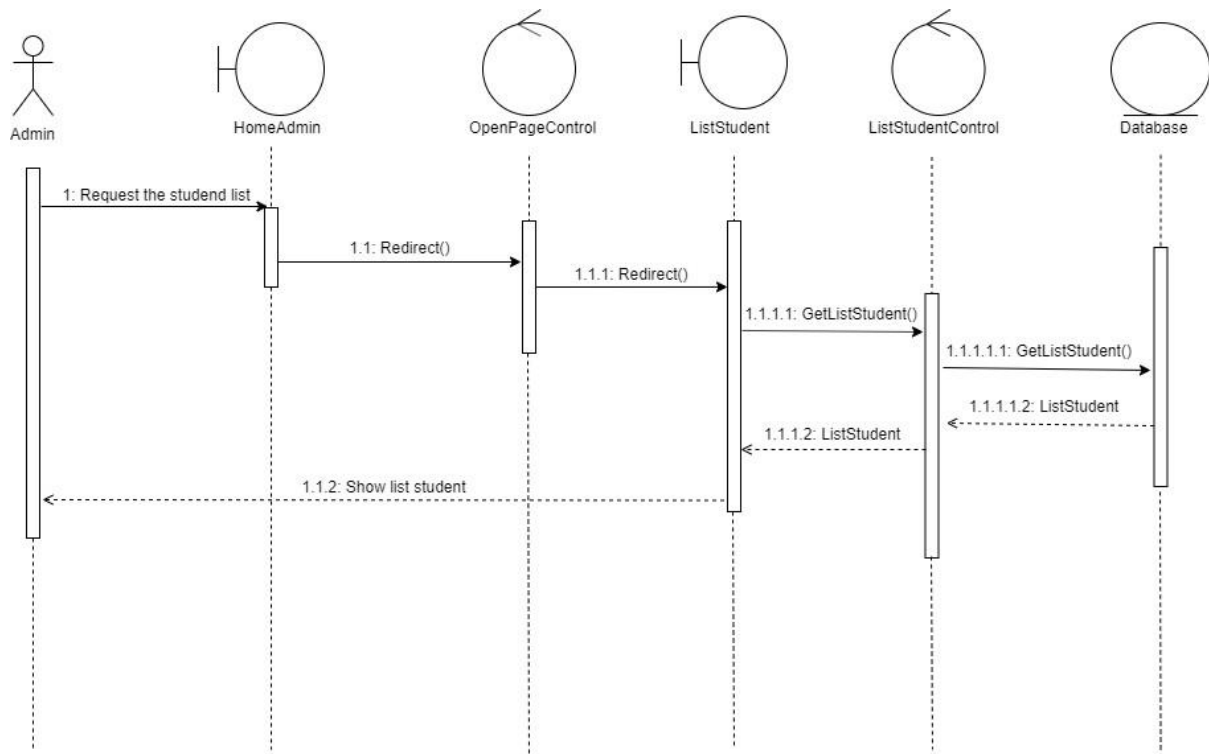 Admin
HomeAdmin
OpenPageControl
ListStudent
ListStudentControl
Database
1: Request the studend list
1.1: Redirect()
1.1.1: Redirect()
1.1.1.1: GetListStudent()
1.1.1.1.1: GetListStudent()
1.1.1.1.2: ListStudent
1.1.1.2: ListStudent
1.1.2: Show list student